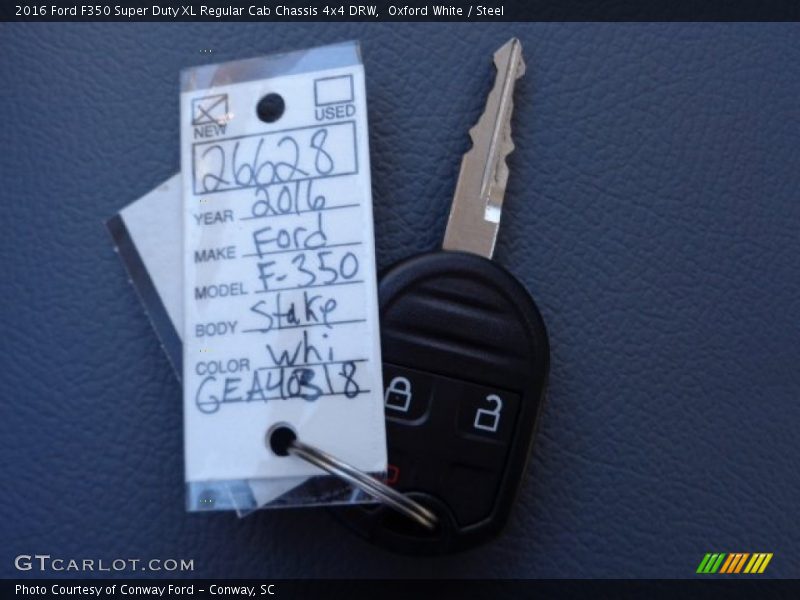 2016 Ford F350 Super Duty XL Regular Cab Chassis 4x4 DRW, Oxford White / Steel
NEW USED
26628
YEAR 2016
MAKE Ford
MODEL F-350
BODY Stake
COLOR Whi
GEA40318
GTCARLOT.COM
Photo Courtesy of Conway Ford - Conway, SC